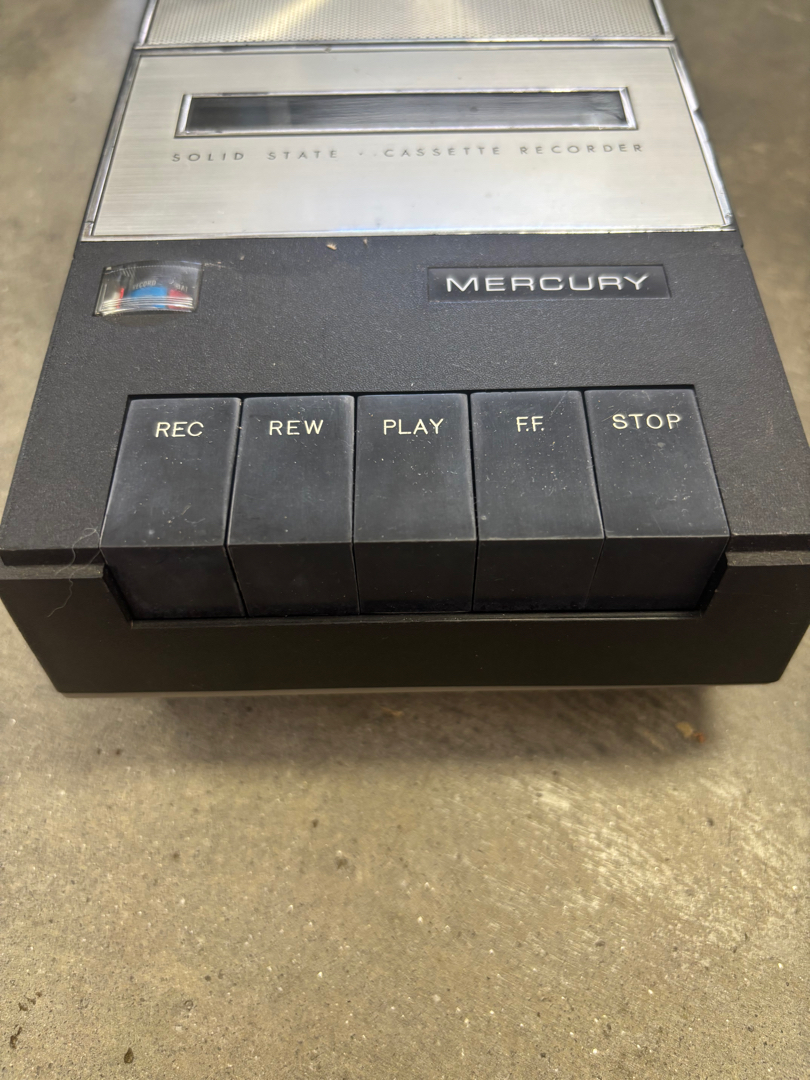 SOLID STATE · · CASSETTE RECORDER
MERCURY
REC REW PLAY F.F. STOP